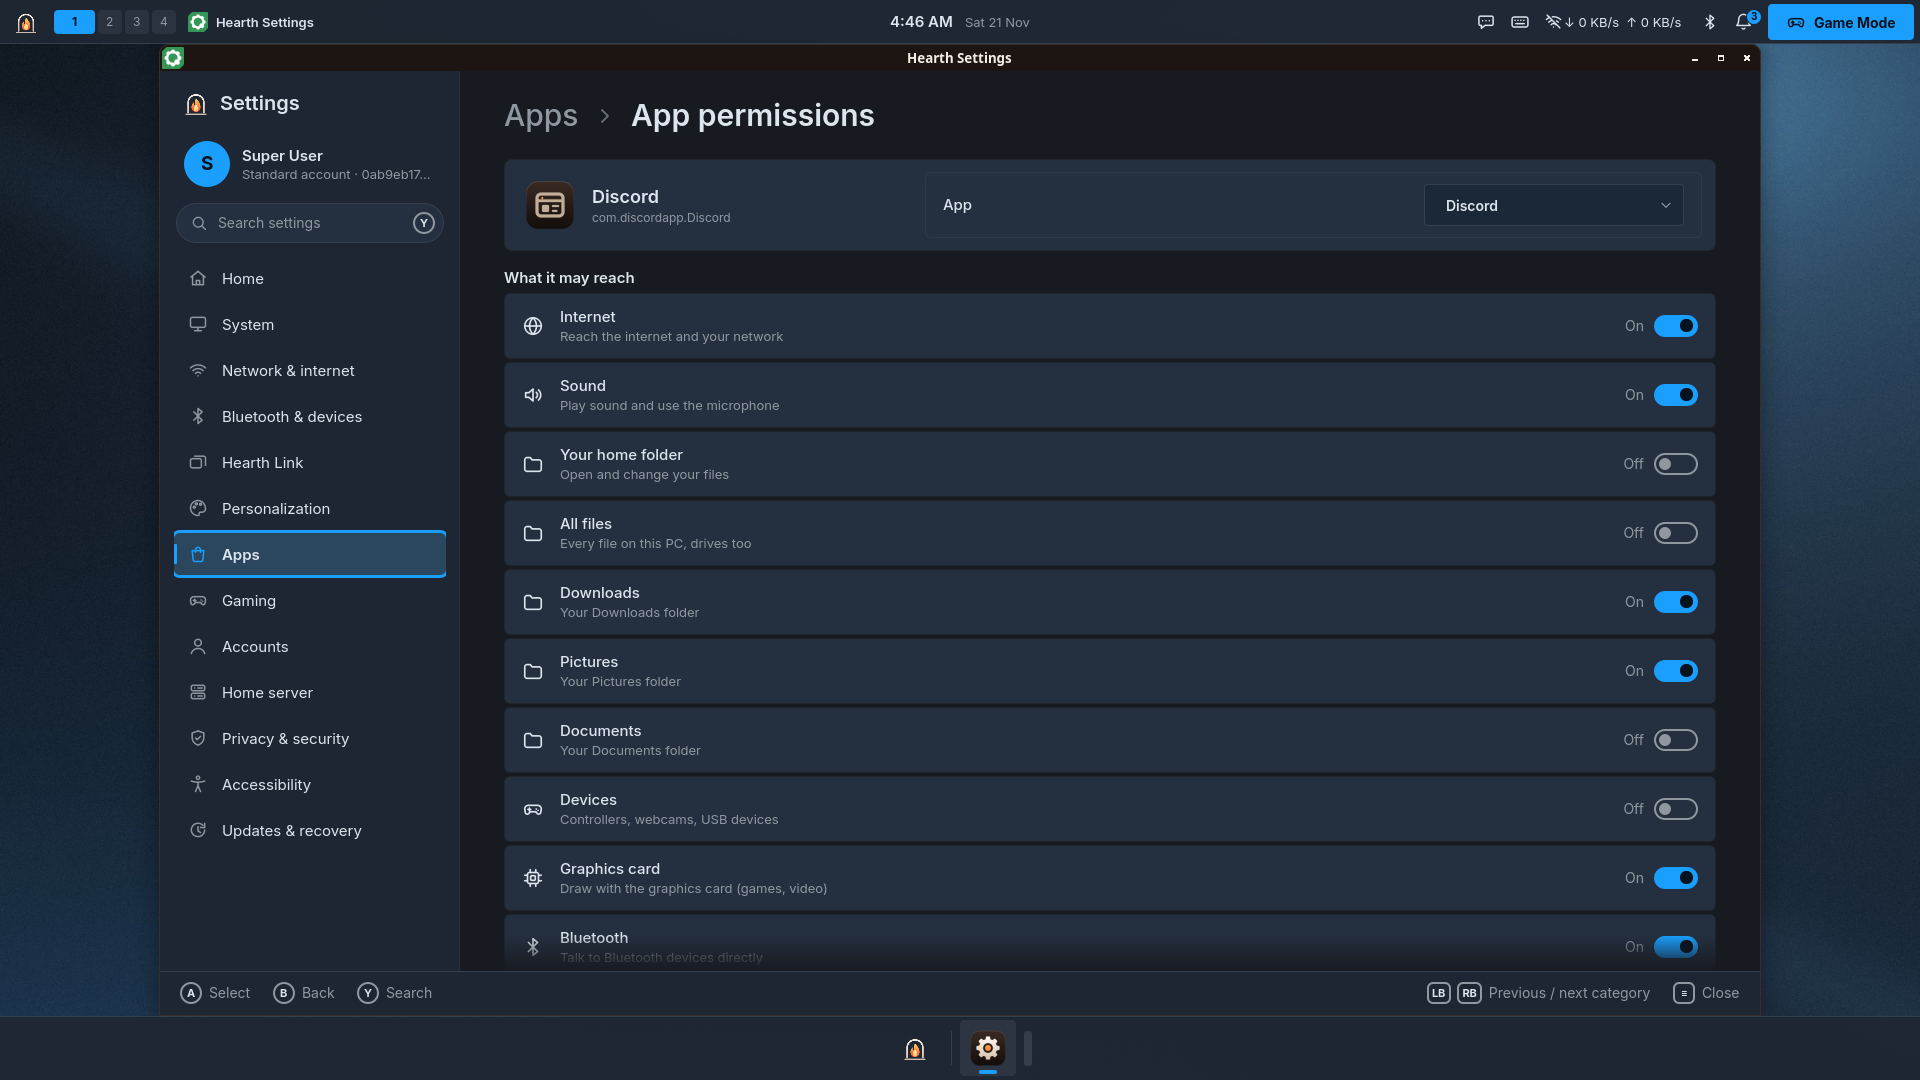 1 2 3 4 Hearth Settings
4:46 AM Sat 21 Nov
↓ 0 KB/s ↑ 0 KB/s
3
Game Mode
Hearth Settings
Settings
S
Super User
Standard account · 0ab9eb17...
Search settings
Y
Home
System
Network & internet
Bluetooth & devices
Hearth Link
Personalization
Apps
Gaming
Accounts
Home server
Privacy & security
Accessibility
Updates & recovery
Apps > App permissions
Discord
com.discordapp.Discord
App
Discord
What it may reach
Internet
Reach the internet and your network
On
Sound
Play sound and use the microphone
On
Your home folder
Open and change your files
Off
All files
Every file on this PC, drives too
Off
Downloads
Your Downloads folder
On
Pictures
Your Pictures folder
On
Documents
Your Documents folder
Off
Devices
Controllers, webcams, USB devices
Off
Graphics card
Draw with the graphics card (games, video)
On
Bluetooth
Talk to Bluetooth devices directly
On
A Select B Back Y Search
LB RB Previous / next category ≡ Close